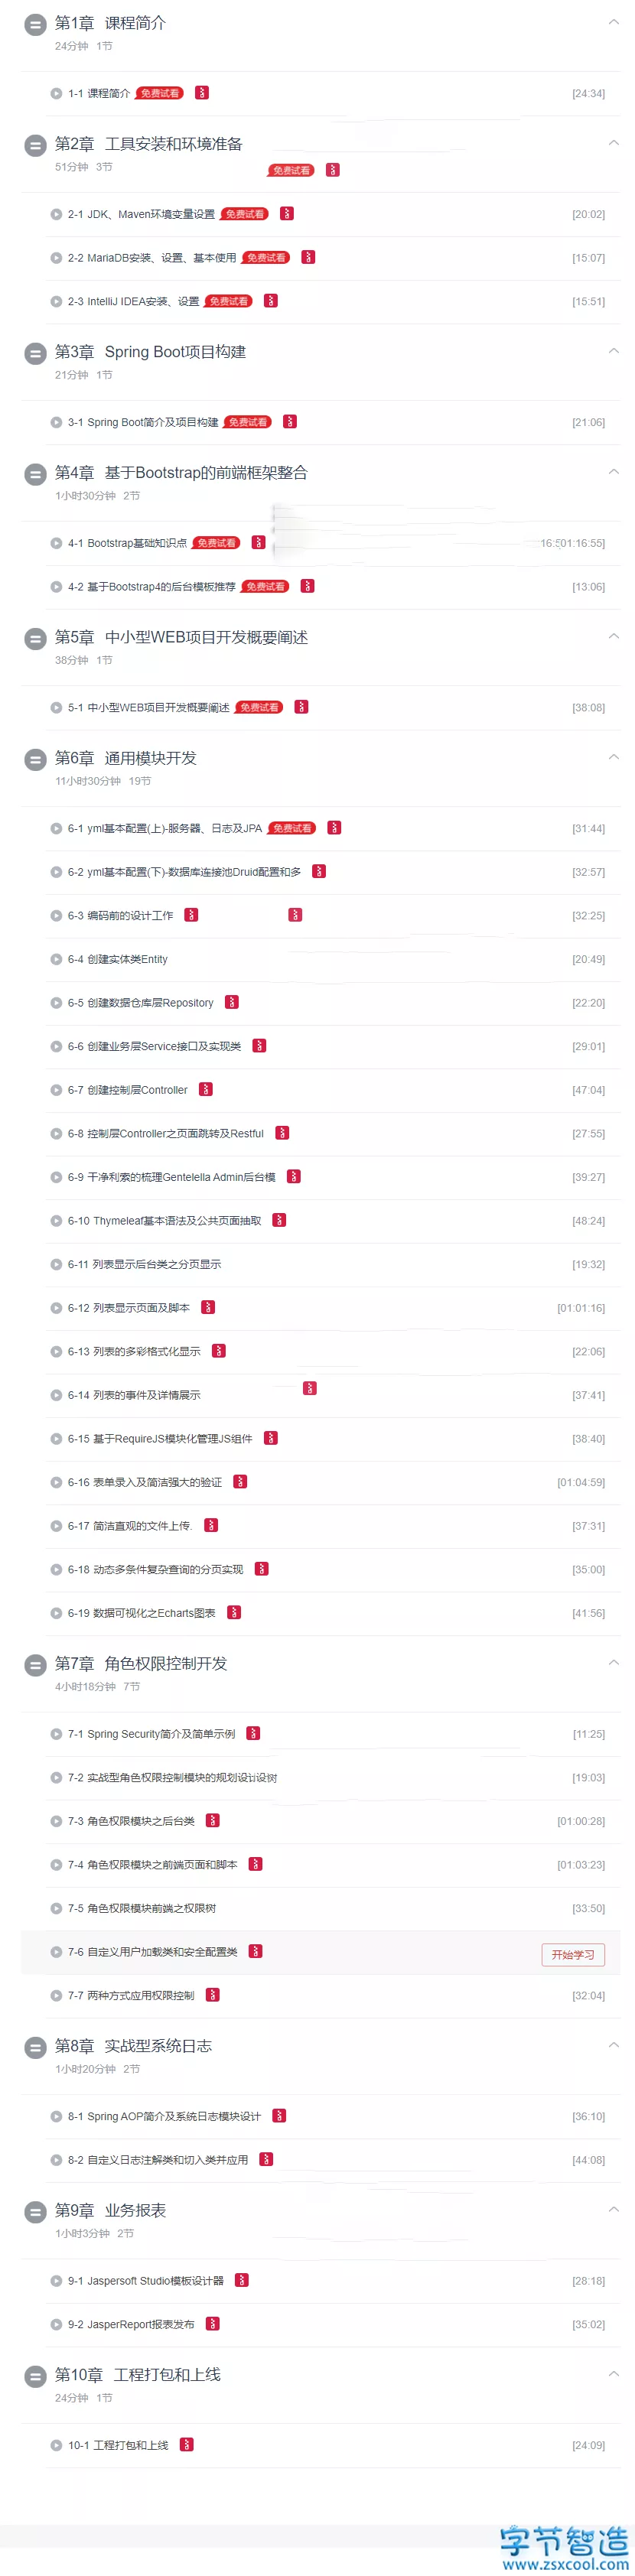 第1章 课程简介
24分钟 1节
1-1 课程简介 免费试看 [24:34]
第2章 工具安装和环境准备
51分钟 3节
免费试看
2-1 JDK、Maven环境变量设置 免费试看 [20:02]
2-2 MariaDB安装、设置、基本使用 免费试看 [15:07]
2-3 IntelliJ IDEA安装、设置 免费试看 [15:51]
第3章 Spring Boot项目构建
21分钟 1节
3-1 Spring Boot简介及项目构建 免费试看 [21:06]
第4章 基于Bootstrap的前端框架整合
1小时30分钟 2节
4-1 Bootstrap基础知识点 免费试看 01:16:55]
4-2 基于Bootstrap4的后台模板推荐 免费试看 [13:06]
第5章 中小型WEB项目开发概要阐述
38分钟 1节
5-1 中小型WEB项目开发概要阐述 免费试看 [38:08]
第6章 通用模块开发
11小时30分钟 19节
6-1 yml基本配置(上)-服务器、日志及JPA 免费试看 [31:44]
6-2 yml基本配置(下)-数据库连接池Druid配置和多 [32:57]
6-3 编码前的设计工作 [32:25]
6-4 创建实体类Entity [20:49]
6-5 创建数据仓库层Repository [22:20]
6-6 创建业务层Service接口及实现类 [29:01]
6-7 创建控制层Controller [47:04]
6-8 控制层Controller之页面跳转及Restful [27:55]
6-9 干净利索的梳理Gentelella Admin后台模 [39:27]
6-10 Thymeleaf基本语法及公共页面抽取 [48:24]
6-11 列表显示后台类之分页显示 [19:32]
6-12 列表显示页面及脚本 [01:01:16]
6-13 列表的多彩格式化显示 [22:06]
6-14 列表的事件及详情展示 [37:41]
6-15 基于RequireJS模块化管理JS组件 [38:40]
6-16 表单录入及简洁强大的验证 [01:04:59]
6-17 简洁直观的文件上传. [37:31]
6-18 动态多条件复杂查询的分页实现 [35:00]
6-19 数据可视化之Echarts图表 [41:56]
第7章 角色权限控制开发
4小时18分钟 7节
7-1 Spring Security简介及简单示例 [11:25]
7-2 实战型角色权限控制模块的规划设计 [19:03]
7-3 角色权限模块之后台类 [01:00:28]
7-4 角色权限模块之前端页面和脚本 [01:03:23]
7-5 角色权限模块前端之权限树 [33:50]
7-6 自定义用户加载类和安全配置类 开始学习
7-7 两种方式应用权限控制 [32:04]
第8章 实战型系统日志
1小时20分钟 2节
8-1 Spring AOP简介及系统日志模块设计 [36:10]
8-2 自定义日志注解类和切入类并应用 [44:08]
第9章 业务报表
1小时3分钟 2节
9-1 Jaspersoft Studio模板设计器 [28:18]
9-2 JasperReport报表发布 [35:02]
第10章 工程打包和上线
24分钟 1节
10-1 工程打包和上线 [24:09]
字节智造
www.zsxcool.com